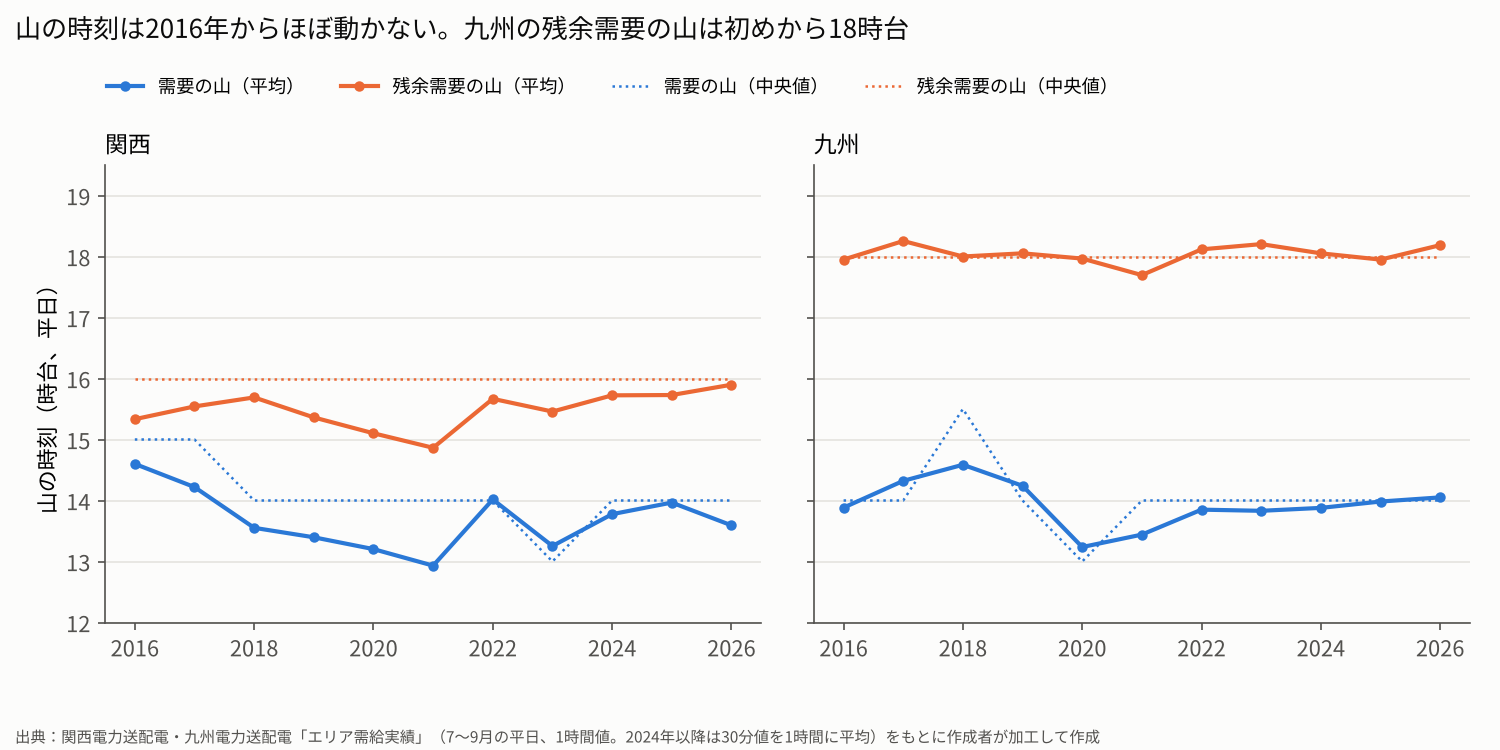 山の時刻は2016年からほぼ動かない。九州の残余需要の山は初めから18時台
需要の山（平均）
残余需要の山（平均）
需要の山（中央値）
残余需要の山（中央値）
関西
九州
山の時刻（時台、平日）
19
18
17
16
15
14
13
12
2016
2018
2020
2022
2024
2026
2016
2018
2020
2022
2024
2026
出典：関西電力送配電・九州電力送配電「エリア需給実績」（7〜9月の平日、1時間値。2024年以降は30分値を1時間に平均）をもとに作成者が加工して作成